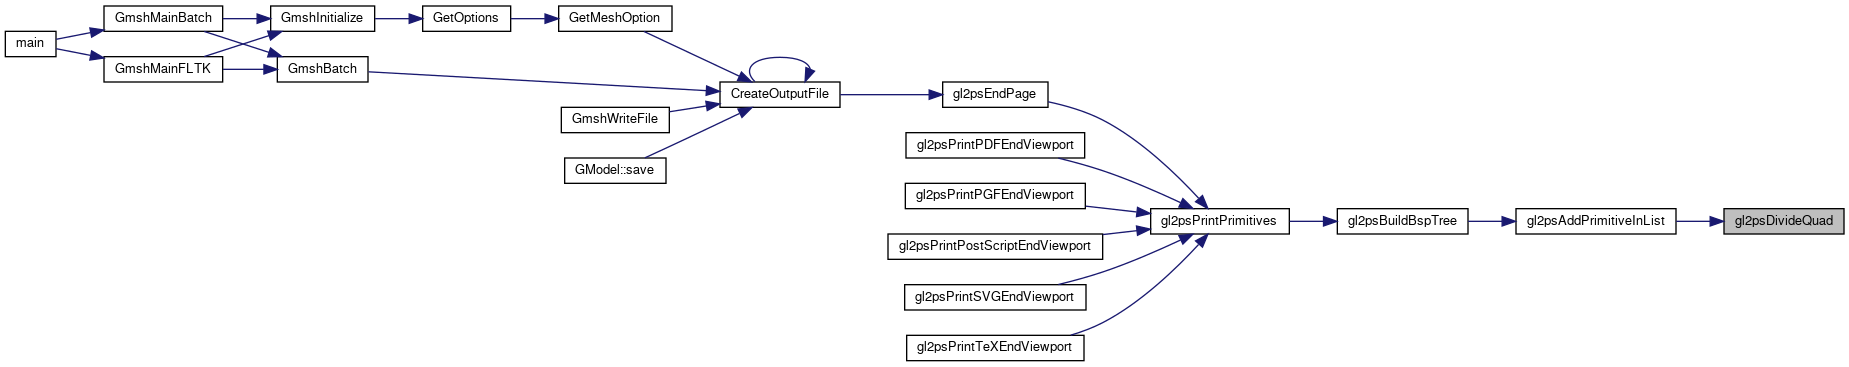 main
GmshMainBatch
GmshMainFLTK
GmshInitialize
GmshBatch
GetOptions
GetMeshOption
GmshWriteFile
GModel::save
CreateOutputFile
gl2psEndPage
gl2psPrintPDFEndViewport
gl2psPrintPGFEndViewport
gl2psPrintPostScriptEndViewport
gl2psPrintSVGEndViewport
gl2psPrintTeXEndViewport
gl2psPrintPrimitives
gl2psBuildBspTree
gl2psAddPrimitiveInList
gl2psDivideQuad